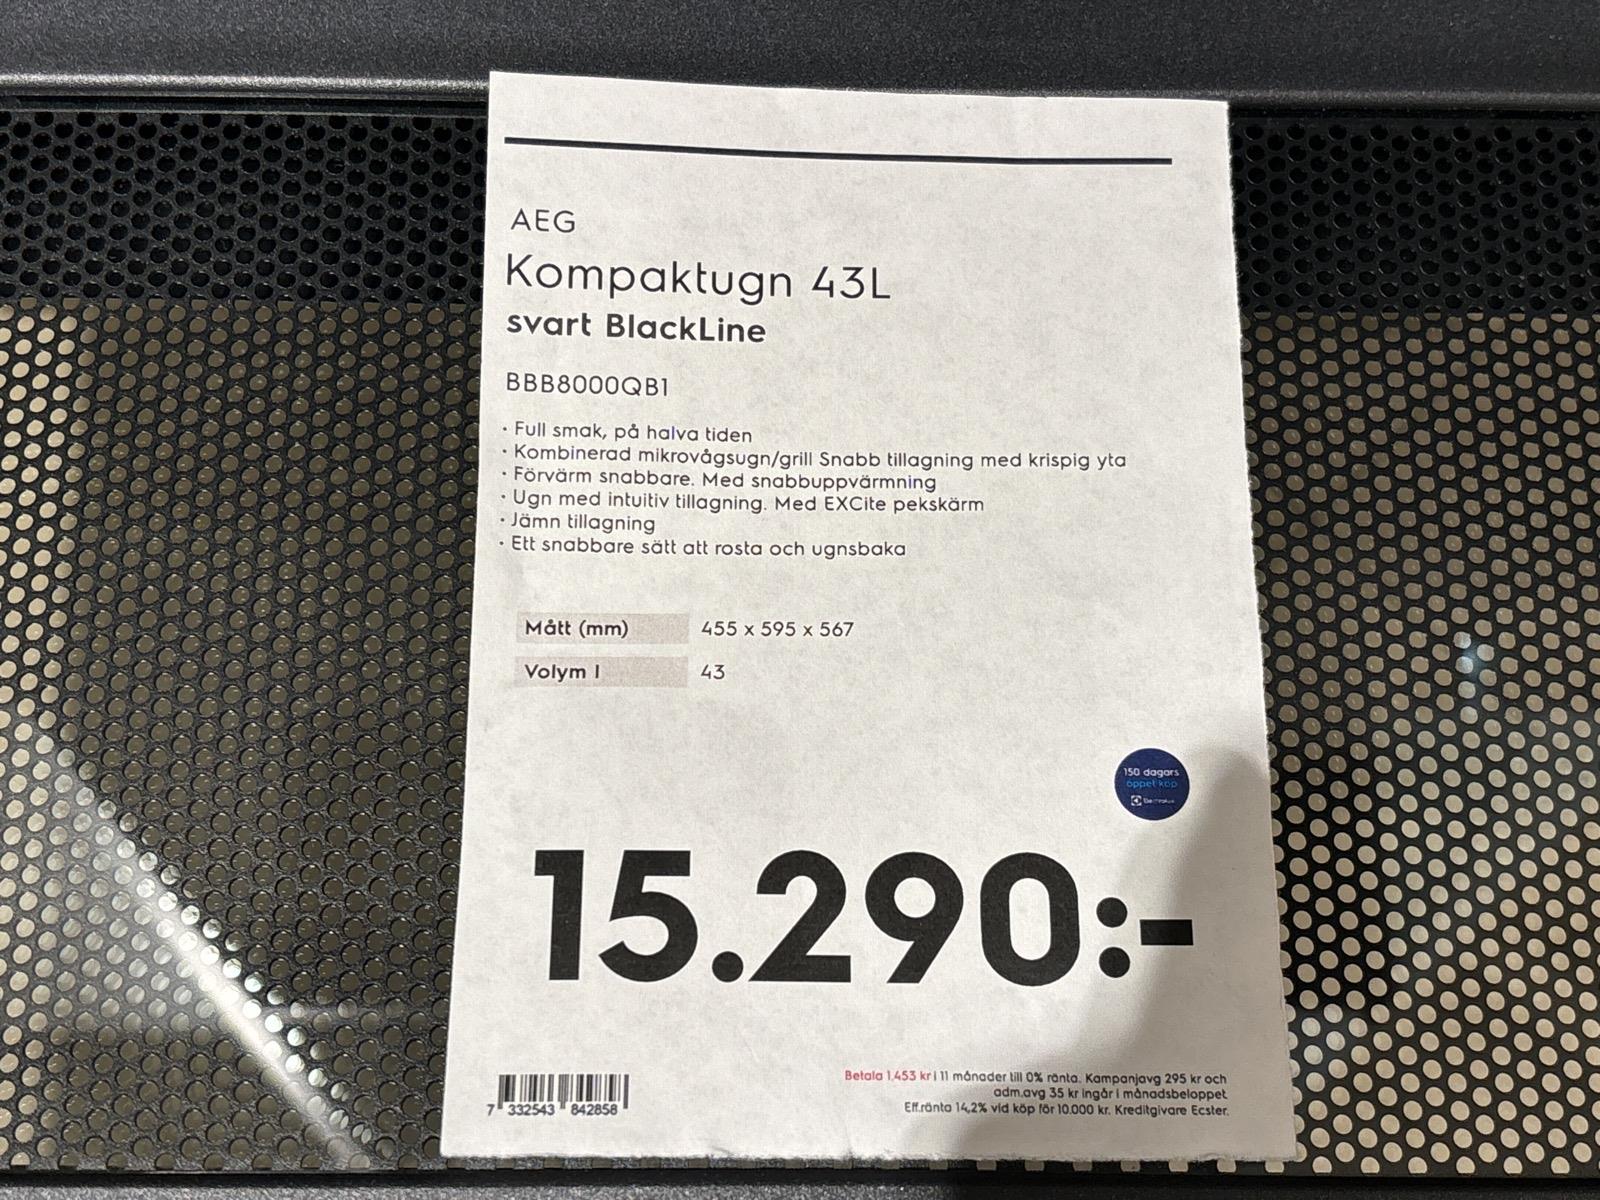 AEG
Kompaktugn 43L
svart BlackLine
BBB8000QB1
· Full smak, på halva tiden
· Kombinerad mikrovågsugn/grill Snabb tillagning med krispig yta
· Förvärm snabbare. Med snabbuppvärmning
· Ugn med intuitiv tillagning. Med EXCite pekskärm
· Jämn tillagning
· Ett snabbare sätt att rosta och ugnsbaka
Mått (mm) 455 x 595 x 567
Volym l 43
150 dagars
öppet köp
Electrolux
15.290:-
Betala 1.453 kr i 11 månader till 0% ränta. Kampanjavg 295 kr och
adm.avg 35 kr ingår i månadsbeloppet.
Eff.ränta 14,2% vid köp för 10.000 kr. Kreditgivare Ecster.
7 332543 842858